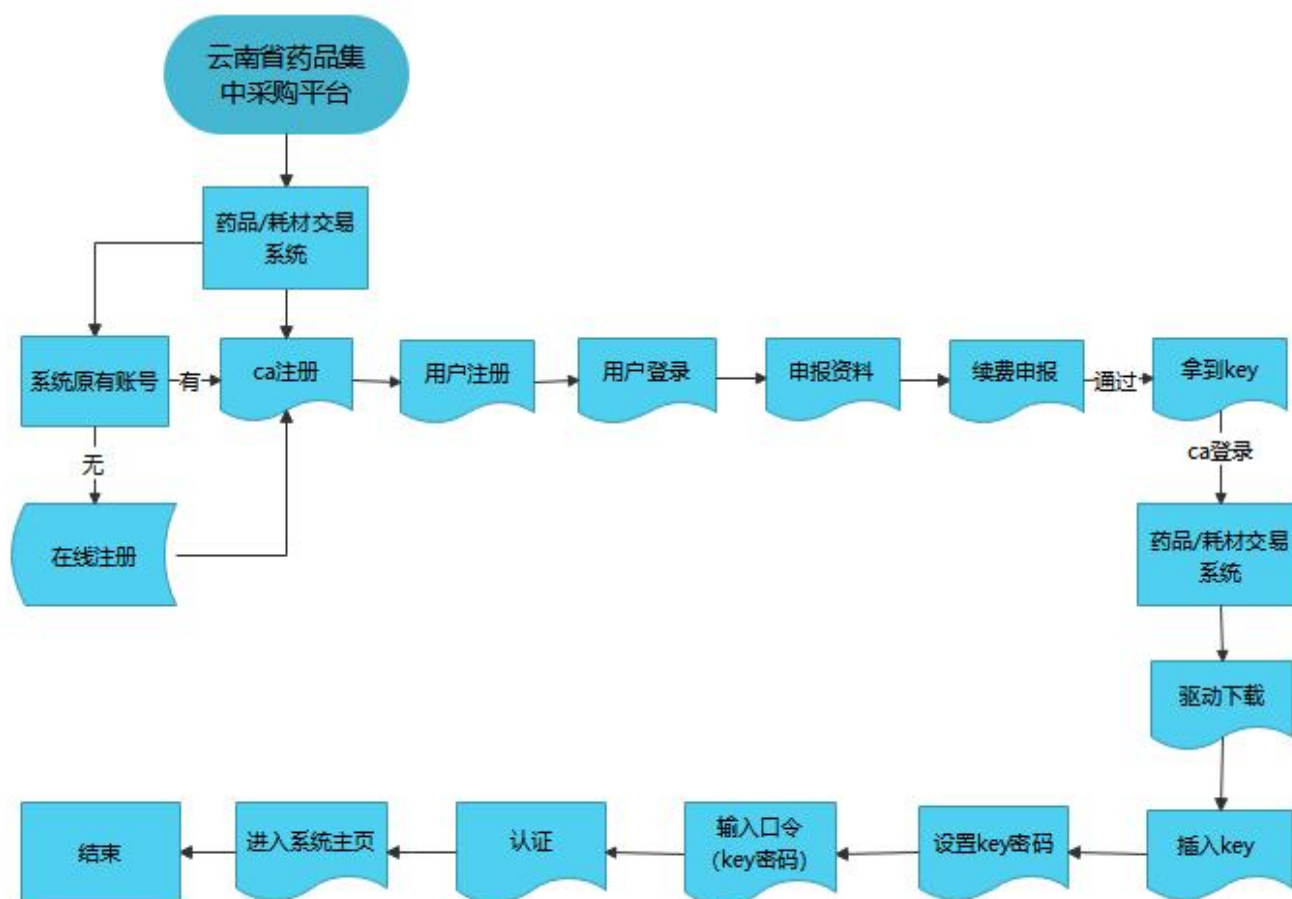 云南省药品集
中采购平台
药品/耗材交易
系统
系统原有账号
有
ca注册
用户注册
用户登录
申报资料
续费申报
通过
拿到key
无
ca登录
在线注册
药品/耗材交易
系统
驱动下载
插入key
设置key密码
输入口令
(key密码)
认证
进入系统主页
结束